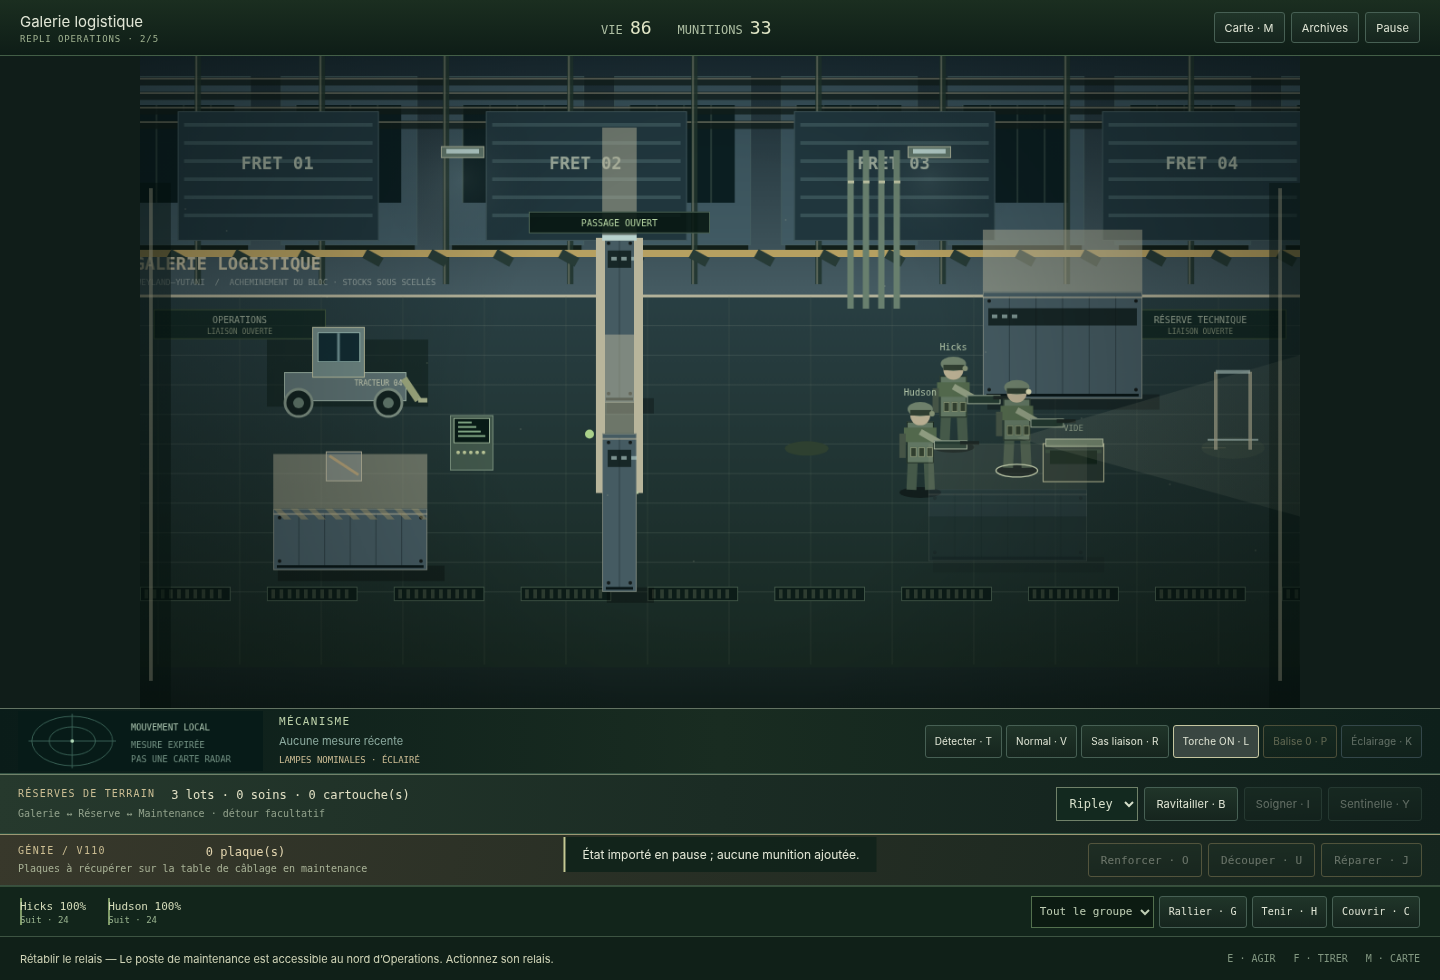 Galerie logistique
REPLI OPERATIONS · 2/5
VIE 86 MUNITIONS 33
Carte · M
Archives
Pause
FRET 01
FRET 02
FRET 03
FRET 04
PASSAGE OUVERT
GALERIE LOGISTIQUE
WEYLAND–YUTANI / ACHEMINEMENT DU BLOC · STOCKS SOUS SCELLÉS
OPERATIONS
LIAISON OUVERTE
RÉSERVE TECHNIQUE
LIAISON OUVERTE
TRACTEUR 04
Hicks
Hudson
VIDE
MOUVEMENT LOCAL
MESURE EXPIRÉE
PAS UNE CARTE RADAR
MÉCANISME
Aucune mesure récente
LAMPES NOMINALES · ÉCLAIRÉ
Détecter · T
Normal · V
Sas liaison · R
Torche ON · L
Balise 0 · P
Éclairage · K
RÉSERVES DE TERRAIN 3 lots · 0 soins · 0 cartouche(s)
Galerie ↔ Réserve ↔ Maintenance · détour facultatif
Ripley
Ravitailler · B
Soigner · I
Sentinelle · Y
GÉNIE / V110 0 plaque(s)
Plaques à récupérer sur la table de câblage en maintenance
État importé en pause ; aucune munition ajoutée.
Renforcer · O
Découper · U
Réparer · J
Hicks 100%
Suit · 24
Hudson 100%
Suit · 24
Tout le groupe
Rallier · G
Tenir · H
Couvrir · C
Rétablir le relais — Le poste de maintenance est accessible au nord d’Operations. Actionnez son relais.
E · AGIR F · TIRER M · CARTE